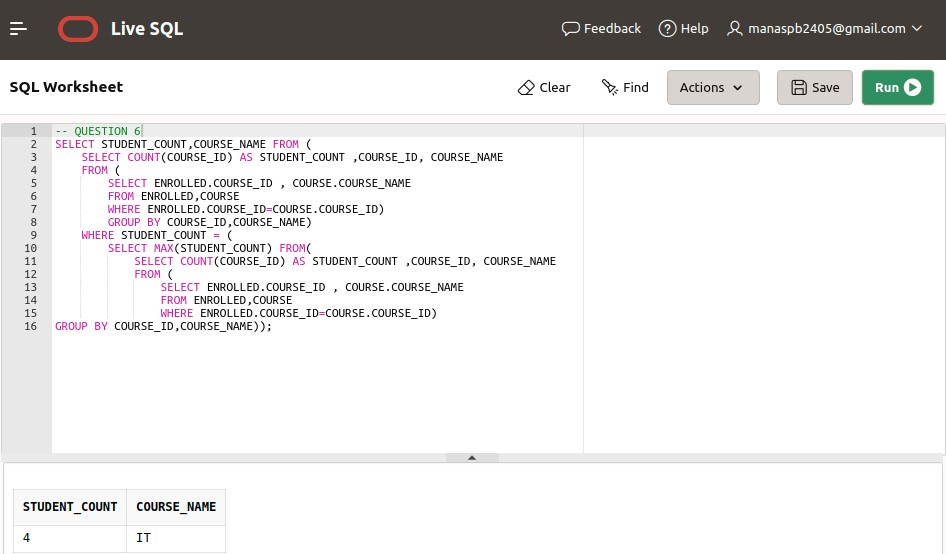 Live SQL
Feedback
Help
manaspb2405@gmail.com
SQL Worksheet
Clear
Find
Actions
Save
Run
1 -- QUESTION 6
2 SELECT STUDENT_COUNT,COURSE_NAME FROM (
3     SELECT COUNT(COURSE_ID) AS STUDENT_COUNT ,COURSE_ID, COURSE_NAME
4     FROM (
5         SELECT ENROLLED.COURSE_ID , COURSE.COURSE_NAME
6         FROM ENROLLED,COURSE
7         WHERE ENROLLED.COURSE_ID=COURSE.COURSE_ID)
8         GROUP BY COURSE_ID,COURSE_NAME)
9     WHERE STUDENT_COUNT = (
10         SELECT MAX(STUDENT_COUNT) FROM(
11             SELECT COUNT(COURSE_ID) AS STUDENT_COUNT ,COURSE_ID, COURSE_NAME
12             FROM (
13                 SELECT ENROLLED.COURSE_ID , COURSE.COURSE_NAME
14                 FROM ENROLLED,COURSE
15                 WHERE ENROLLED.COURSE_ID=COURSE.COURSE_ID)
16 GROUP BY COURSE_ID,COURSE_NAME));
STUDENT_COUNT COURSE_NAME
4 IT